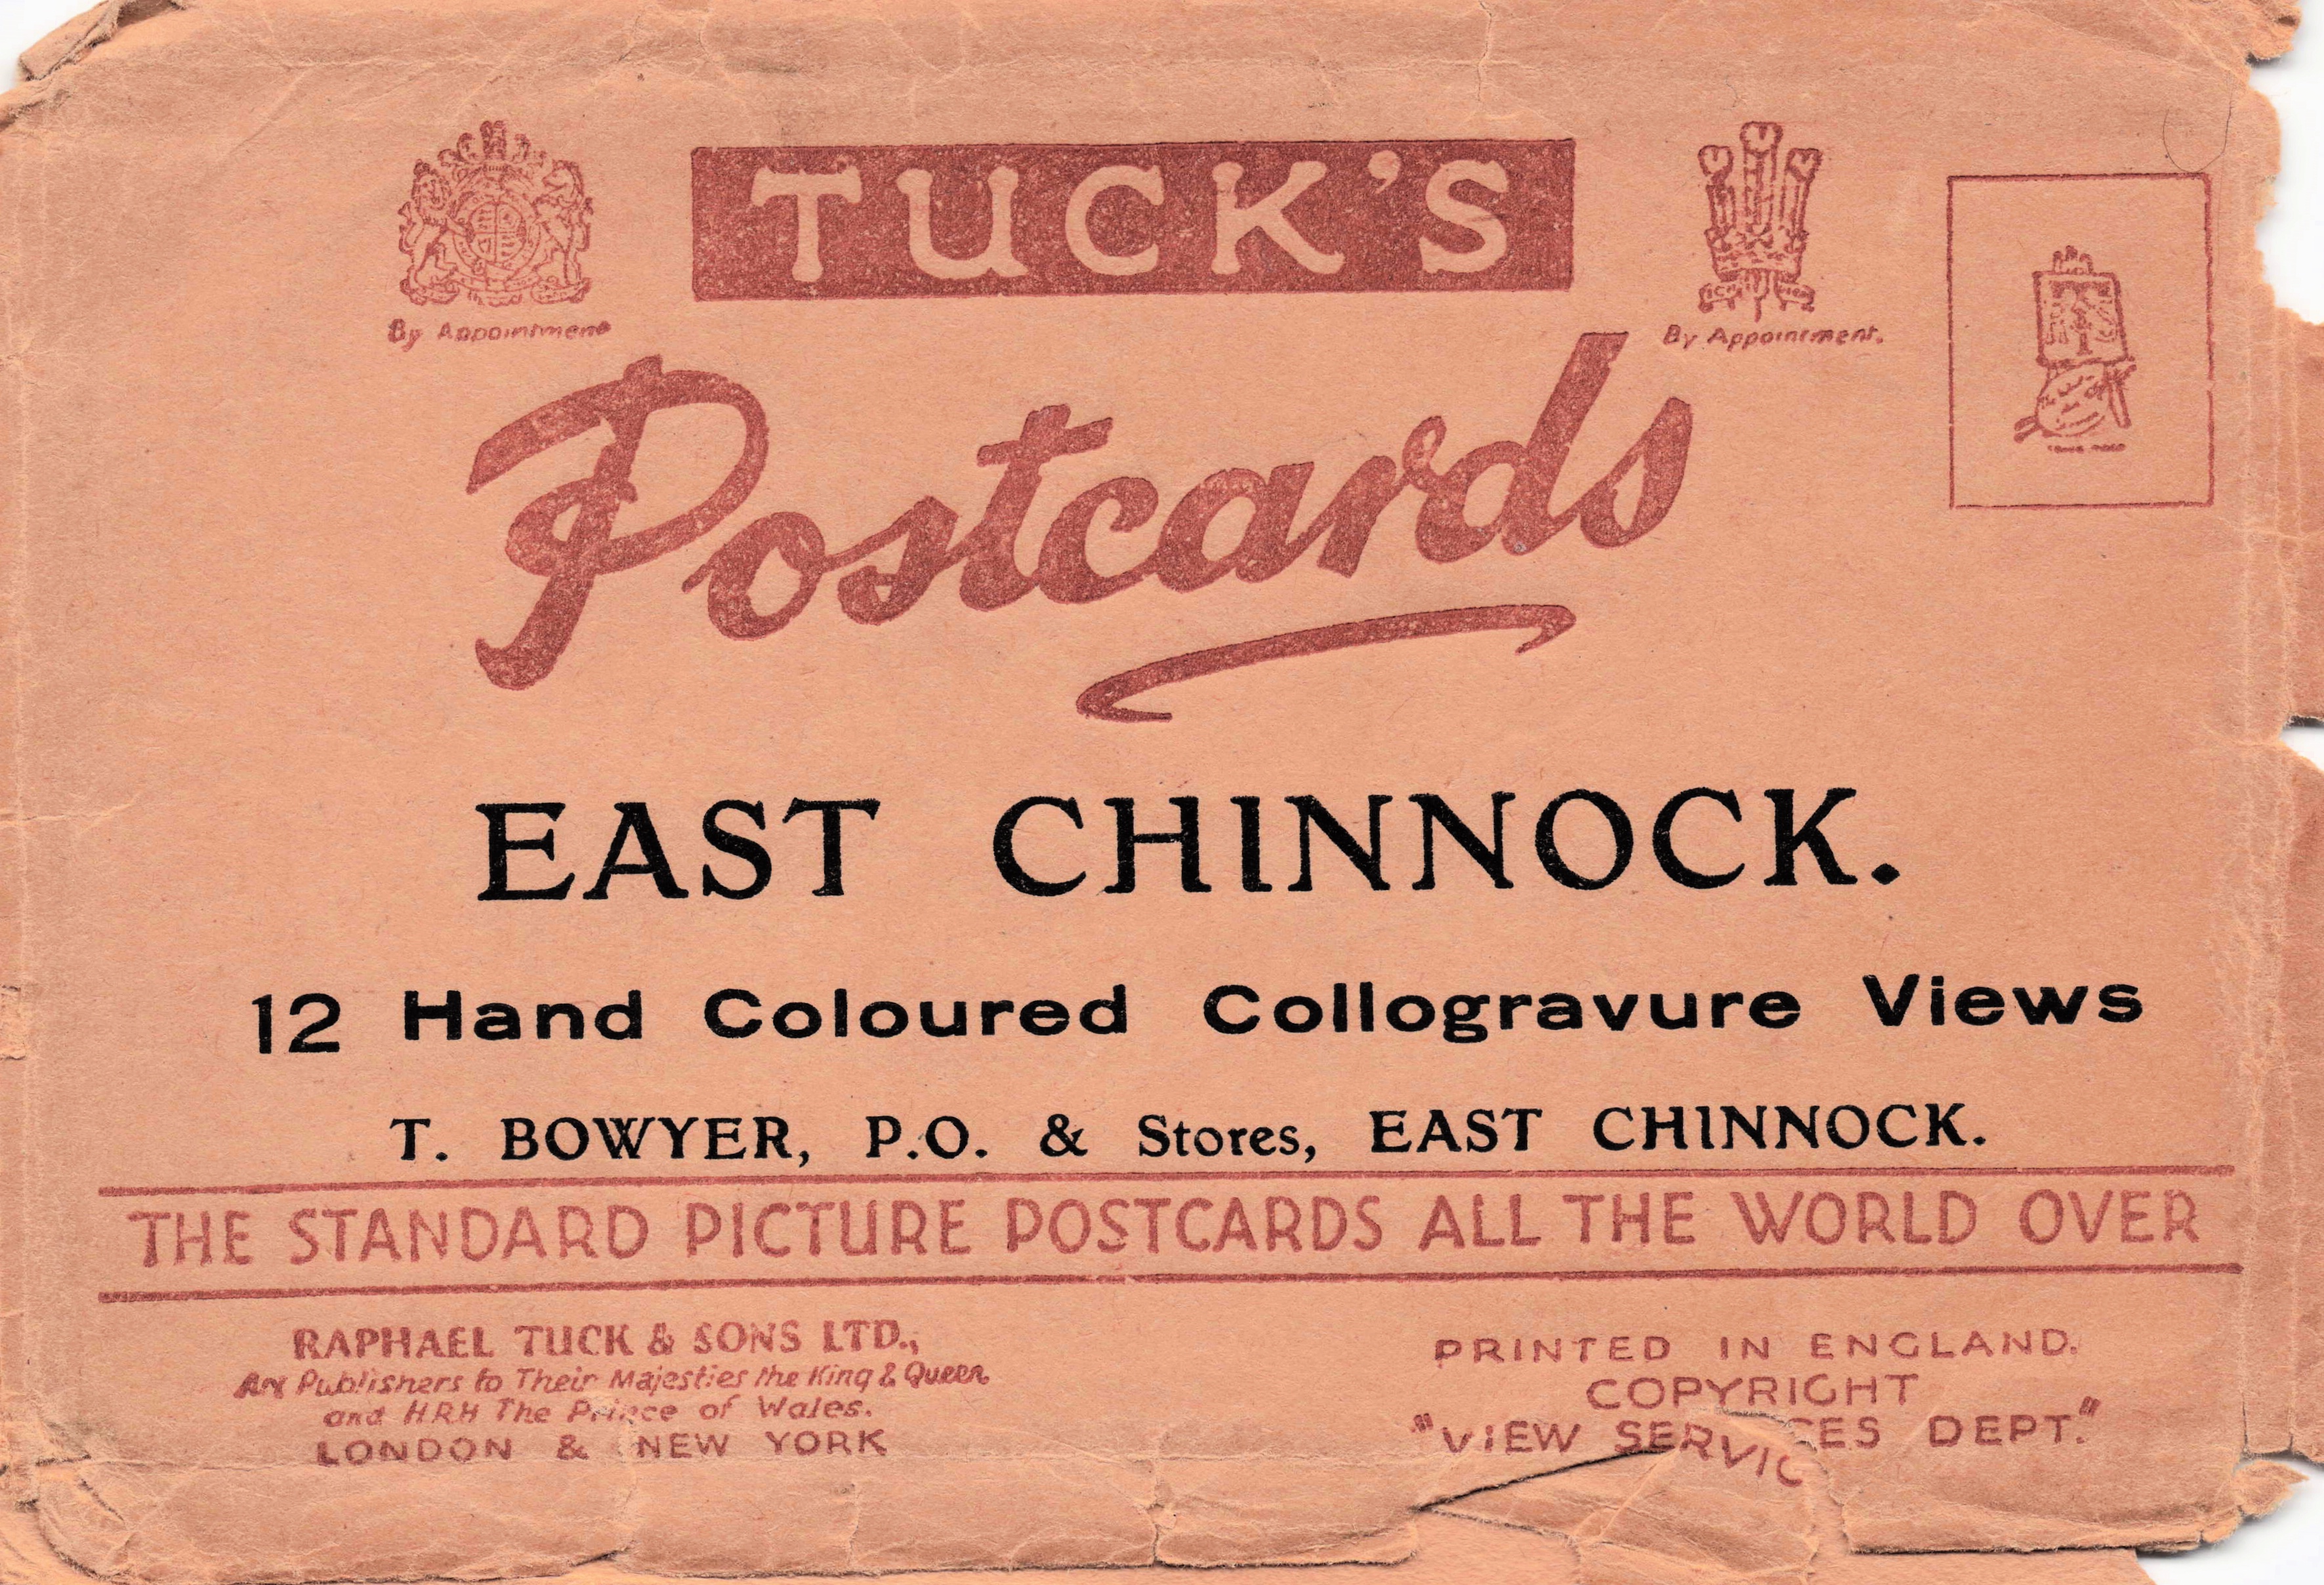 TUCK'S
By Appointment
By Appointment.
Postcards
EAST CHINNOCK.
12 Hand Coloured Collogravure Views
T. BOWYER, P.O. & Stores, EAST CHINNOCK.
THE STANDARD PICTURE POSTCARDS ALL THE WORLD OVER
RAPHAEL TUCK & SONS LTD.,
Art Publishers to Their Majesties the King & Queen
and HRH The Prince of Wales.
LONDON & NEW YORK
PRINTED IN ENGLAND.
COPYRIGHT
"VIEW SERVICES DEPT."